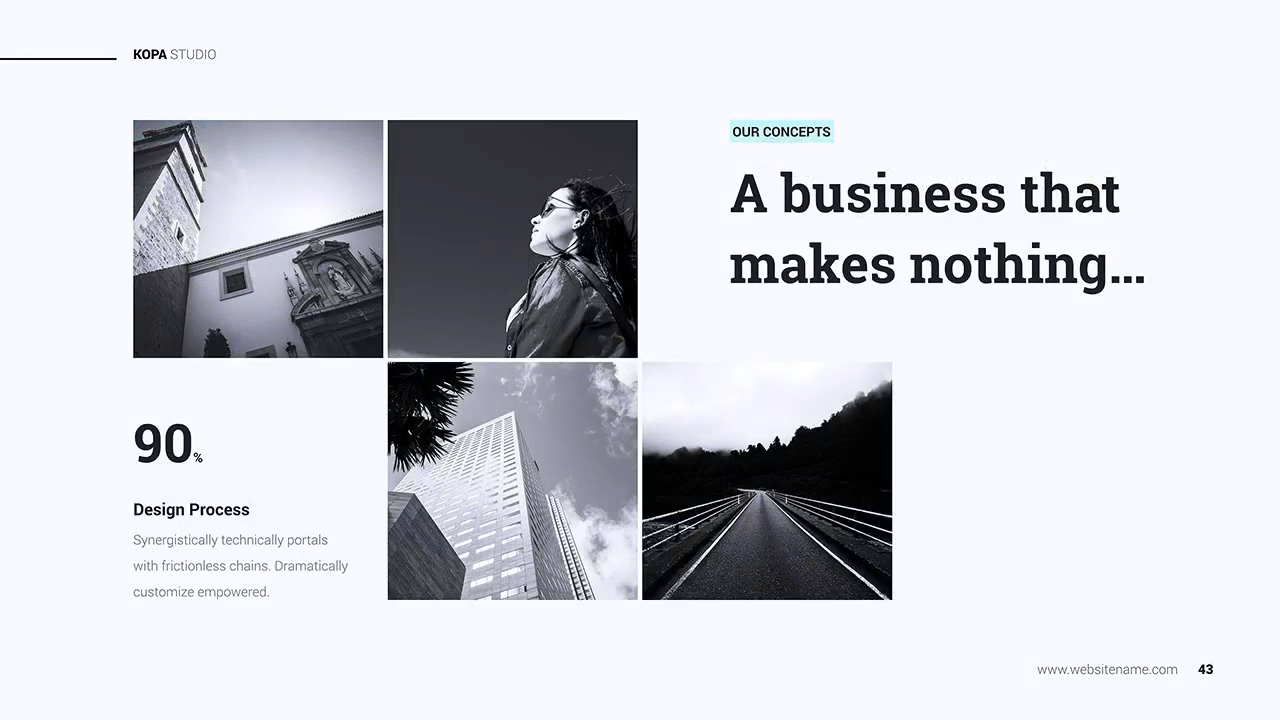 KOPA STUDIO
OUR CONCEPTS
A business that
makes nothing...
90%
Design Process
Synergistically technically portals
with frictionless chains. Dramatically
customize empowered.
www.websitename.com 43